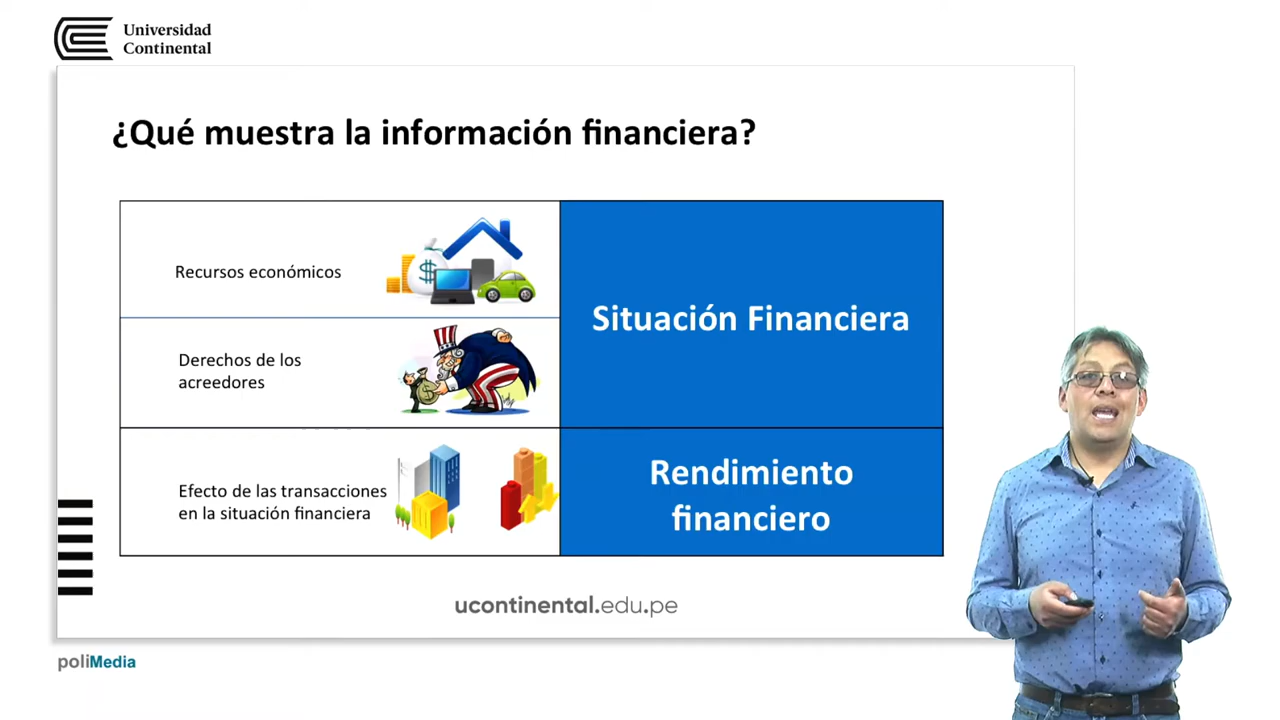 Universidad
Continental
¿Qué muestra la información financiera?
Recursos económicos
$
Situación Financiera
Derechos de los
acreedores
Efecto de las transacciones
en la situación financiera
Rendimiento
financiero
ucontinental.edu.pe
poliMedia